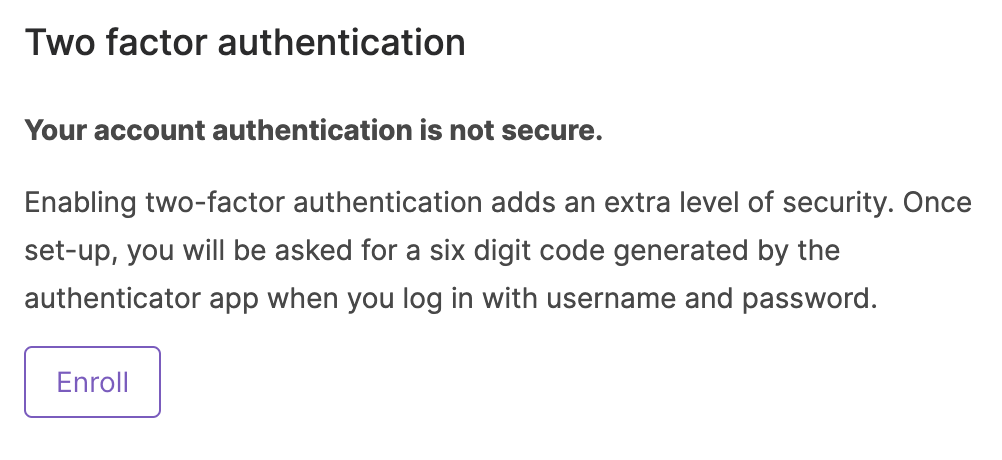 Two factor authentication
Your account authentication is not secure.
Enabling two-factor authentication adds an extra level of security. Once
set-up, you will be asked for a six digit code generated by the
authenticator app when you log in with username and password.
Enroll